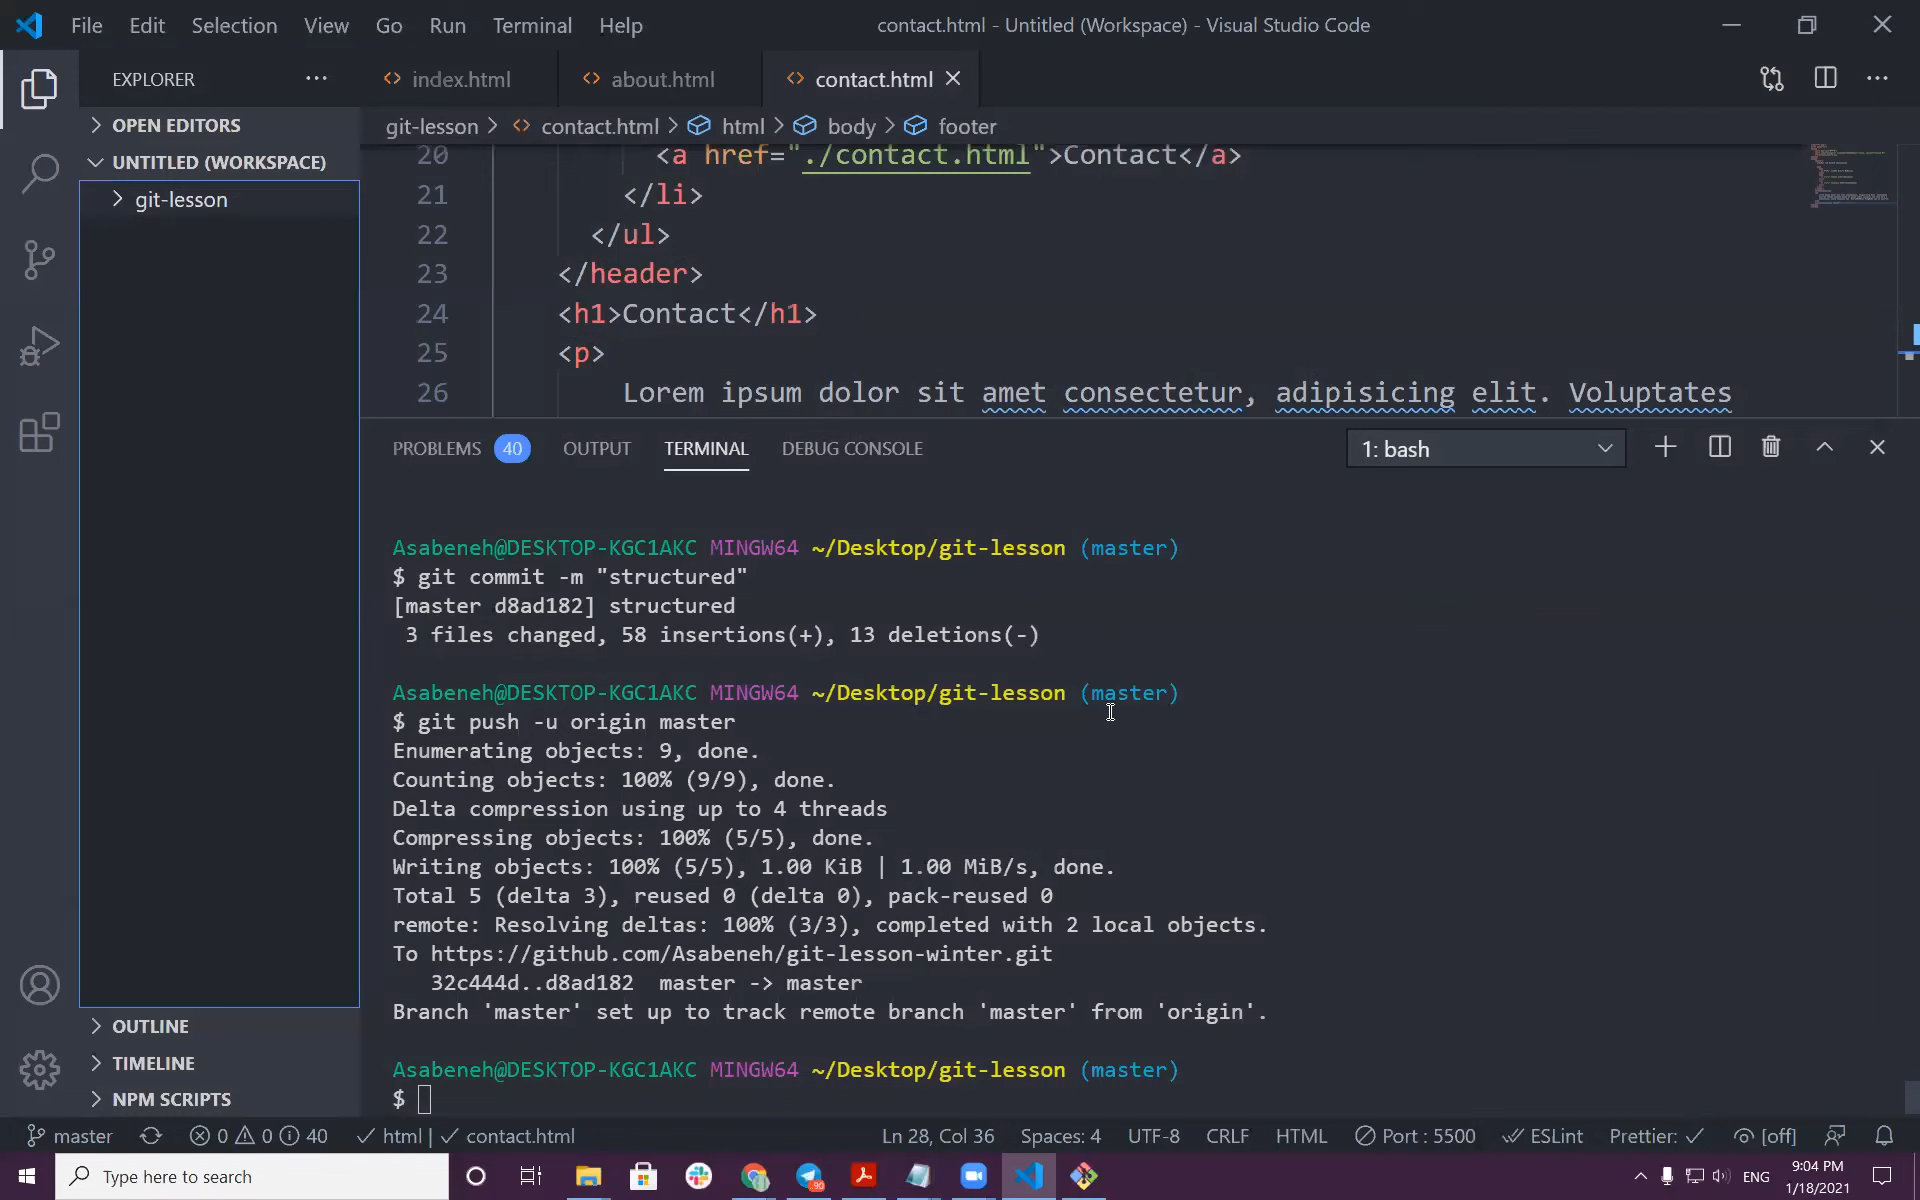 File Edit Selection View Go Run Terminal Help
contact.html - Untitled (Workspace) - Visual Studio Code
EXPLORER
index.html
about.html
contact.html
OPEN EDITORS
UNTITLED (WORKSPACE)
git-lesson
git-lesson > contact.html > html > body > footer
20 <a href="./contact.html">Contact</a>
21 </li>
22 </ul>
23 </header>
24 <h1>Contact</h1>
25 <p>
26 Lorem ipsum dolor sit amet consectetur, adipisicing elit. Voluptates
PROBLEMS 40 OUTPUT TERMINAL DEBUG CONSOLE
1: bash
Asabeneh@DESKTOP-KGC1AKC MINGW64 ~/Desktop/git-lesson (master)
$ git commit -m "structured"
[master d8ad182] structured
3 files changed, 58 insertions(+), 13 deletions(-)
Asabeneh@DESKTOP-KGC1AKC MINGW64 ~/Desktop/git-lesson (master)
$ git push -u origin master
Enumerating objects: 9, done.
Counting objects: 100% (9/9), done.
Delta compression using up to 4 threads
Compressing objects: 100% (5/5), done.
Writing objects: 100% (5/5), 1.00 KiB | 1.00 MiB/s, done.
Total 5 (delta 3), reused 0 (delta 0), pack-reused 0
remote: Resolving deltas: 100% (3/3), completed with 2 local objects.
To https://github.com/Asabeneh/git-lesson-winter.git
32c444d..d8ad182 master -> master
Branch 'master' set up to track remote branch 'master' from 'origin'.
Asabeneh@DESKTOP-KGC1AKC MINGW64 ~/Desktop/git-lesson (master)
$
OUTLINE
TIMELINE
NPM SCRIPTS
master 0 0 40 html | contact.html
Ln 28, Col 36 Spaces: 4 UTF-8 CRLF HTML Port : 5500 ESLint Prettier: [off]
Type here to search
ENG
9:04 PM
1/18/2021